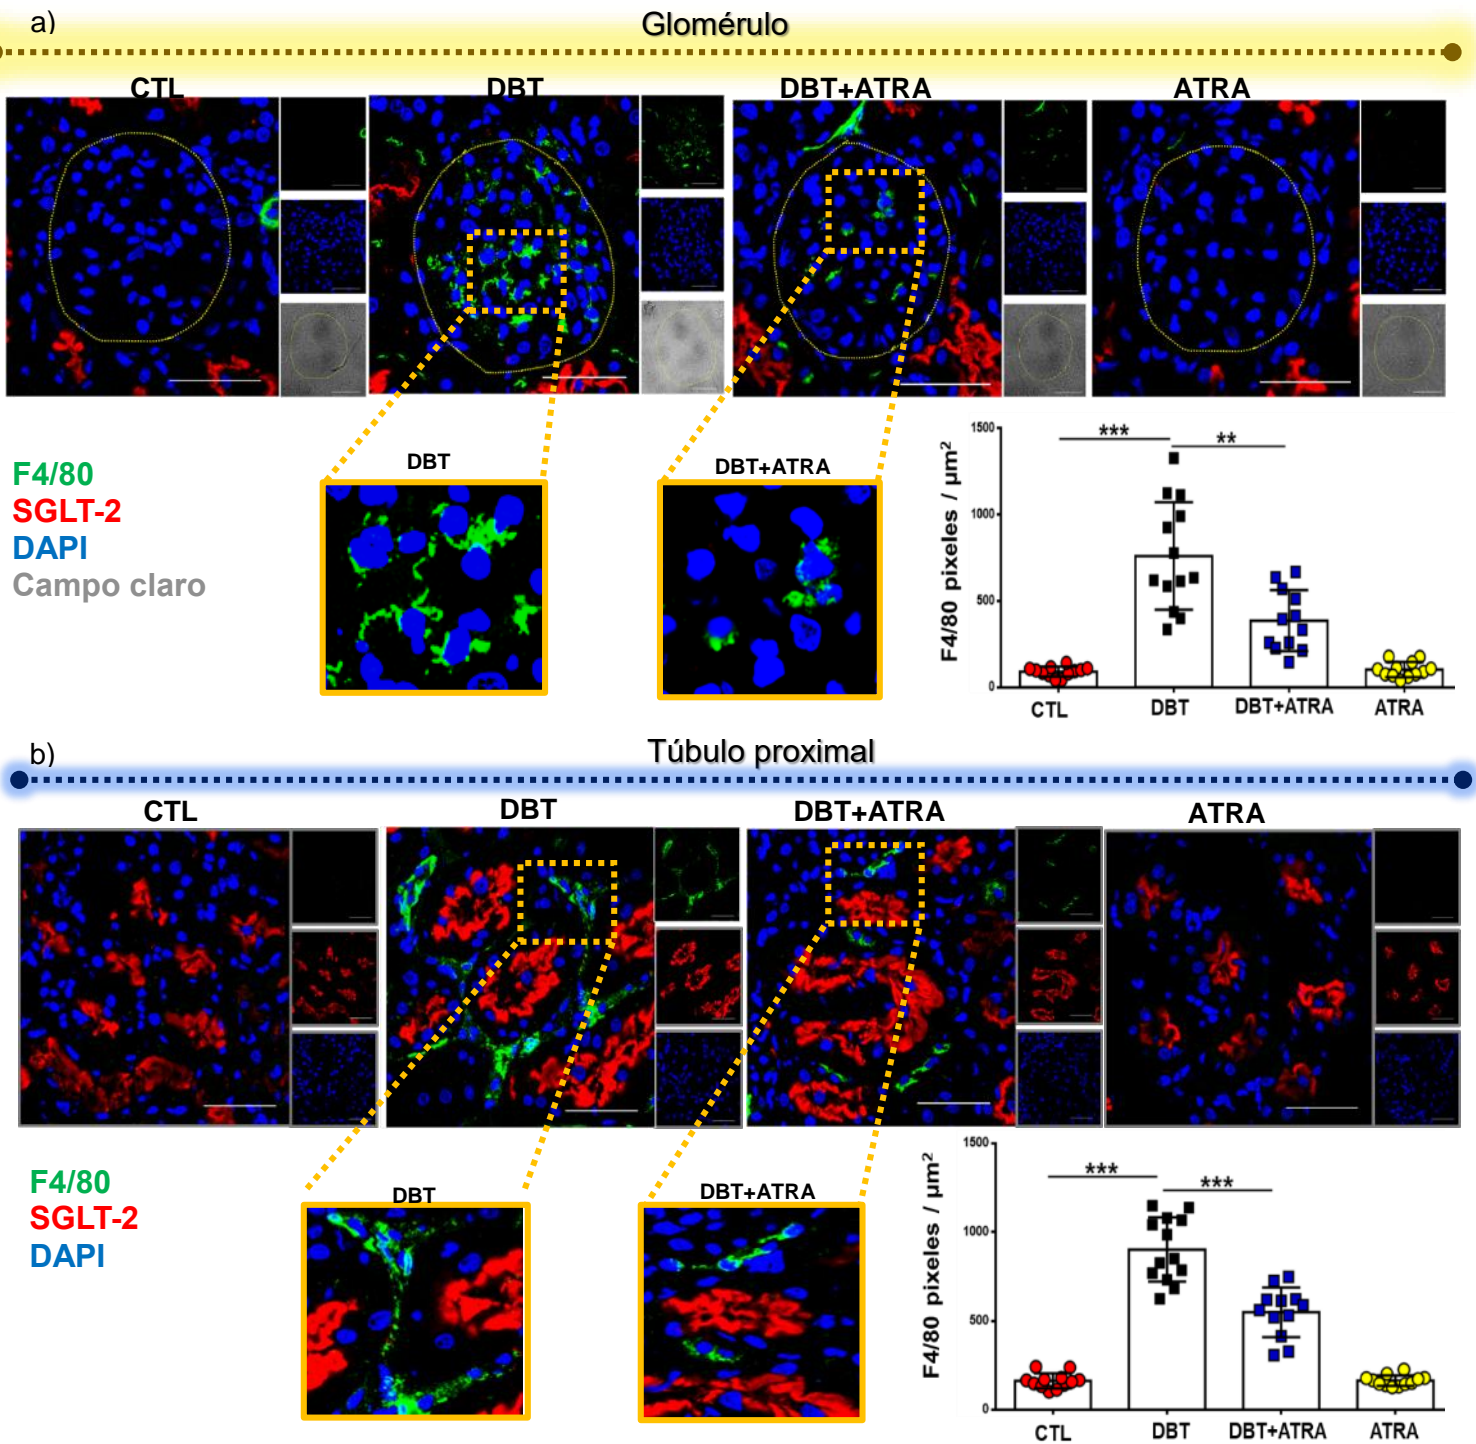 a)
Glomérulo
CTL
DBT
DBT+ATRA
ATRA
F4/80
SGLT-2
DAPI
Campo claro
DBT
DBT+ATRA
F4/80 pixeles / µm²
1500
1000
500
0
***
**
CTL
DBT
DBT+ATRA
ATRA
b)
Túbulo proximal
CTL
DBT
DBT+ATRA
ATRA
F4/80
SGLT-2
DAPI
DBT
DBT+ATRA
F4/80 pixeles / µm²
1500
1000
500
0
***
***
CTL
DBT
DBT+ATRA
ATRA